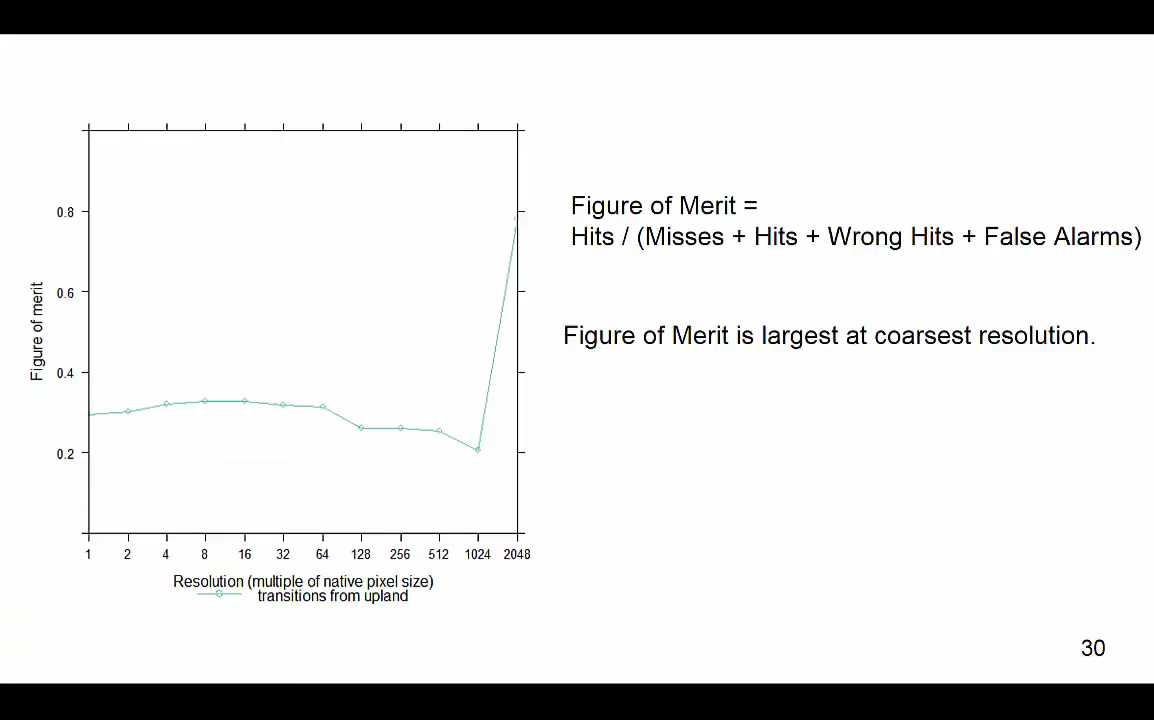 Figure of Merit =
Hits / (Misses + Hits + Wrong Hits + False Alarms)
Figure of Merit is largest at coarsest resolution.
Figure of merit
0.8
0.6
0.4
0.2
1 2 4 8 16 32 64 128 256 512 1024 2048
Resolution (multiple of native pixel size)
transitions from upland
30